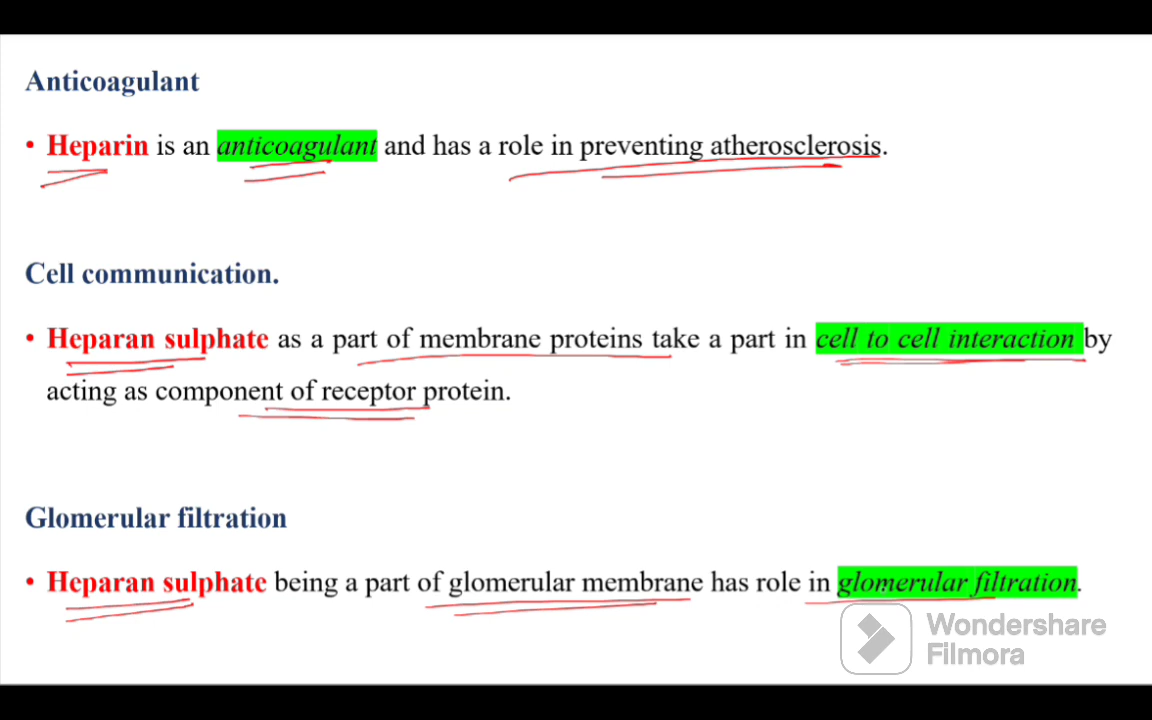 Anticoagulant
• Heparin is an anticoagulant and has a role in preventing atherosclerosis.
Cell communication.
• Heparan sulphate as a part of membrane proteins take a part in cell to cell interaction by
acting as component of receptor protein.
Glomerular filtration
• Heparan sulphate being a part of glomerular membrane has role in glomerular filtration.
Wondershare
Filmora